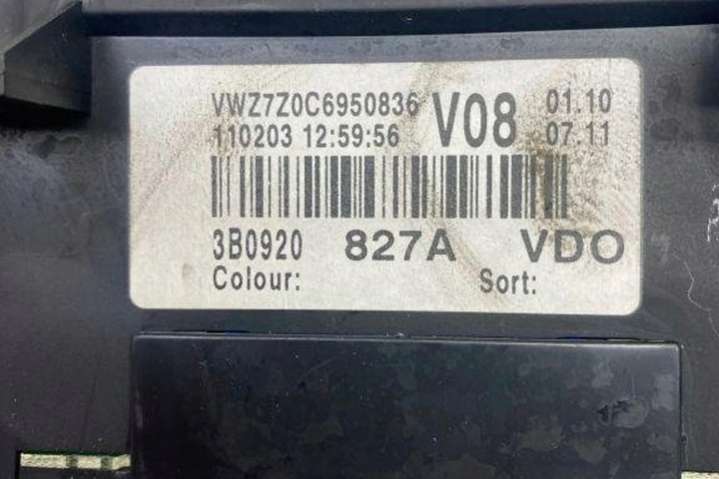 VWZ7Z0C6950836 V08 01.10
110203 12:59:56 07.11
3B0920 827A VDO
Colour: Sort: